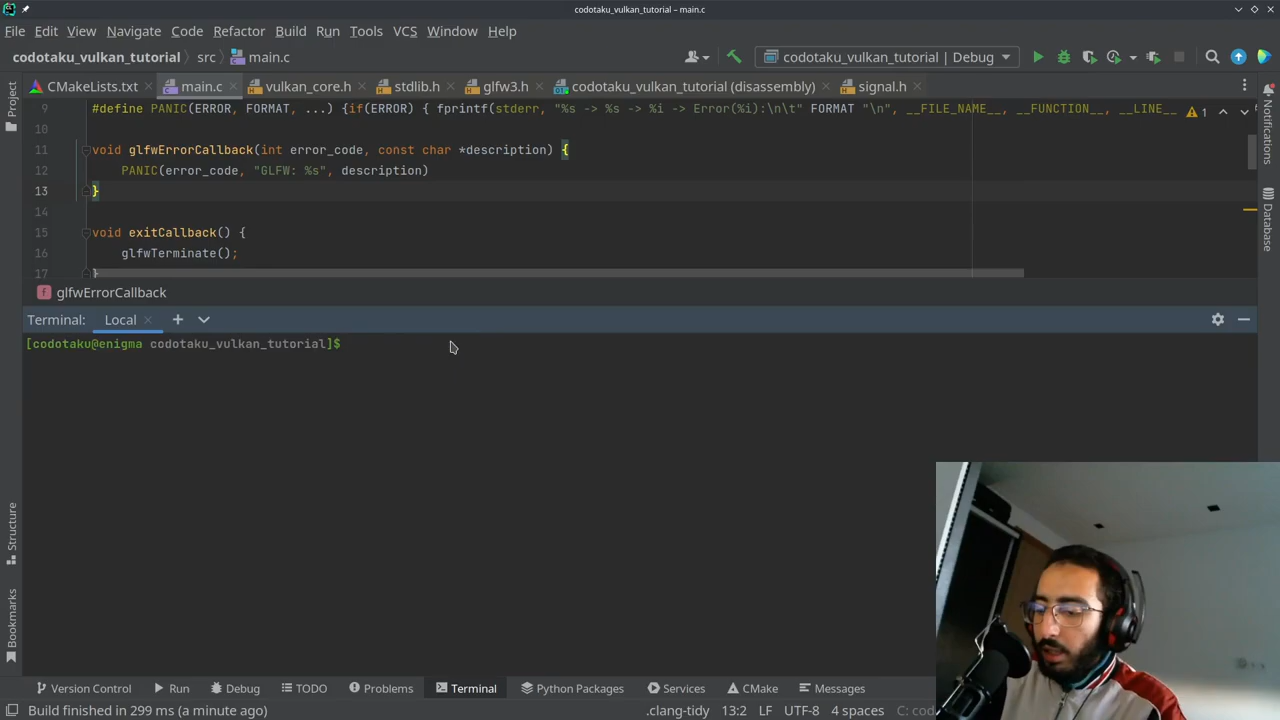 codotaku_vulkan_tutorial – main.c
File Edit View Navigate Code Refactor Build Run Tools VCS Window Help
codotaku_vulkan_tutorial src main.c codotaku_vulkan_tutorial | Debug
CMakeLists.txt main.c vulkan_core.h stdlib.h glfw3.h codotaku_vulkan_tutorial (disassembly) signal.h
Project
Notifications
Database
Structure
Bookmarks
9 #define PANIC(ERROR, FORMAT, ...) {if(ERROR) { fprintf(stderr, "%s -> %s -> %i -> Error(%i):\n\t" FORMAT "\n", __FILE_NAME__, __FUNCTION__, __LINE__ 1
10
11 void glfwErrorCallback(int error_code, const char *description) {
12 PANIC(error_code, "GLFW: %s", description)
13 }
14
15 void exitCallback() {
16 glfwTerminate();
17 }
f glfwErrorCallback
Terminal: Local
[codotaku@enigma codotaku_vulkan_tutorial]$
Version Control Run Debug TODO Problems Terminal Python Packages Services CMake Messages
Build finished in 299 ms (a minute ago) .clang-tidy 13:2 LF UTF-8 4 spaces C: cod